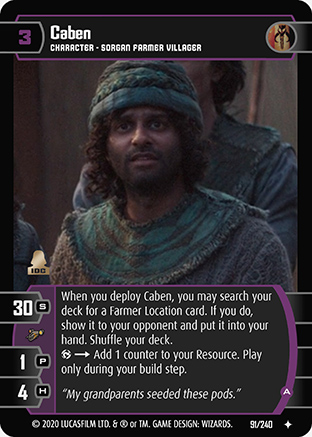 3
Caben
CHARACTER - SORGAN FARMER VILLAGER
IDC
30 S
When you deploy Caben, you may search your
deck for a Farmer Location card. If you do,
show it to your opponent and put it into your
hand. Shuffle your deck.
→ Add 1 counter to your Resource. Play
only during your build step.
1 P
4 H
“My grandparents seeded these pods.”
A
© 2020 LUCASFILM LTD. & ® OR TM. GAME DESIGN: WIZARDS.
91/240